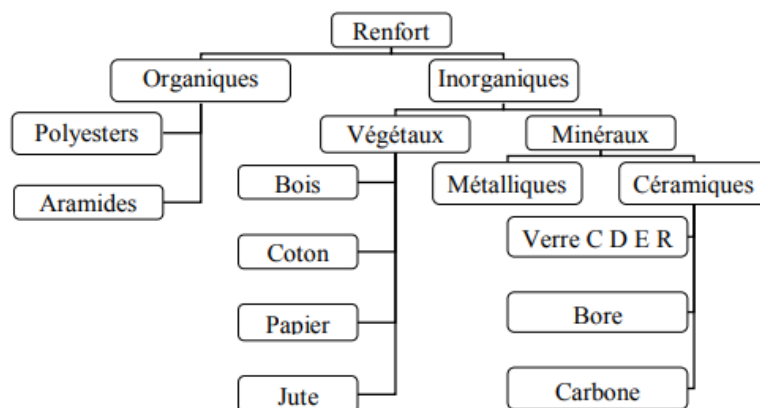 Renfort
Organiques
Inorganiques
Polyesters
Aramides
Végétaux
Minéraux
Bois
Coton
Papier
Jute
Métalliques
Céramiques
Verre C D E R
Bore
Carbone